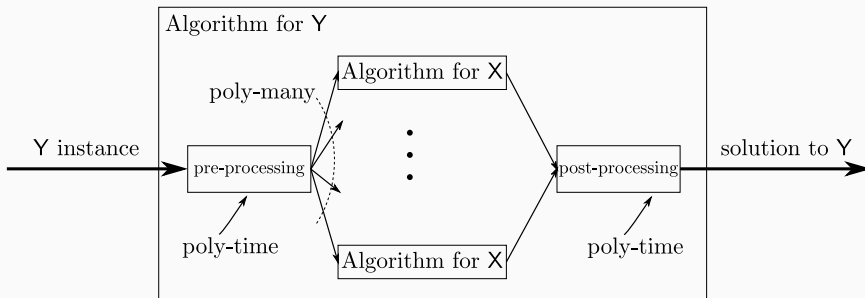 Algorithm for Y
Algorithm for X
poly-many
Y instance
pre-processing
post-processing
solution to Y
poly-time
poly-time
Algorithm for X